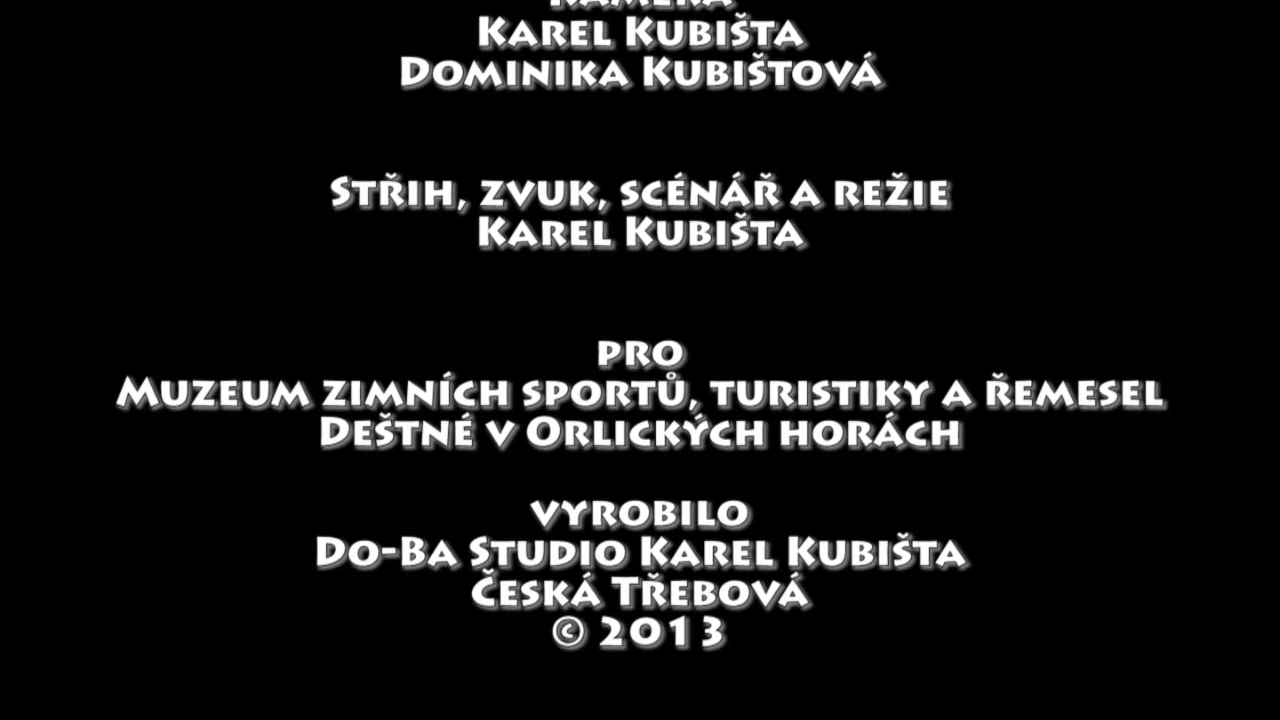 Kamera
Karel Kubišta
Dominika Kubištová
Střih, zvuk, scénář a režie
Karel Kubišta
pro
Muzeum zimních sportů, turistiky a řemesel
Deštné v Orlických horách
vyrobilo
Do-Ba Studio Karel Kubišta
Česká Třebová
© 2013